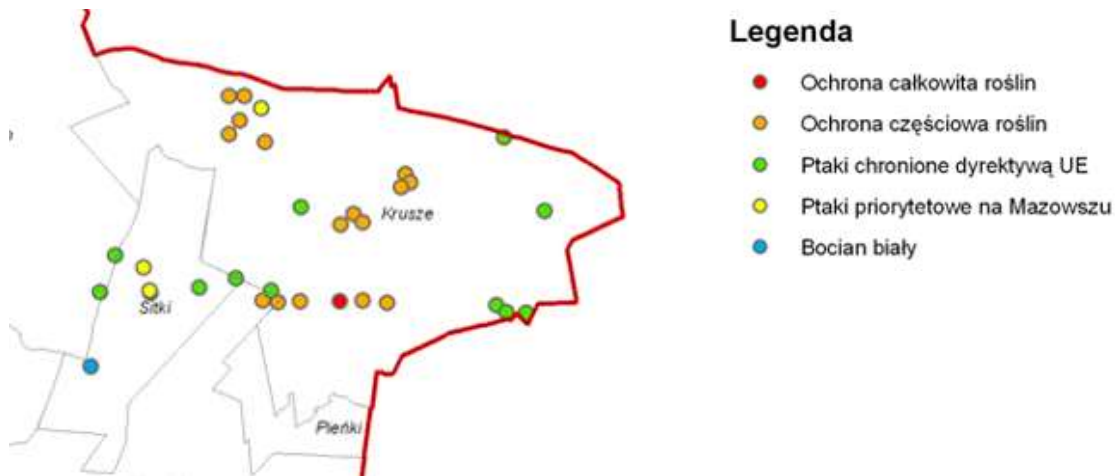 Legenda
Ochrona całkowita roślin
Ochrona częściowa roślin
Ptaki chronione dyrektywą UE
Ptaki priorytetowe na Mazowszu
Bocian biały
Krusze
Sitki
Pieńki